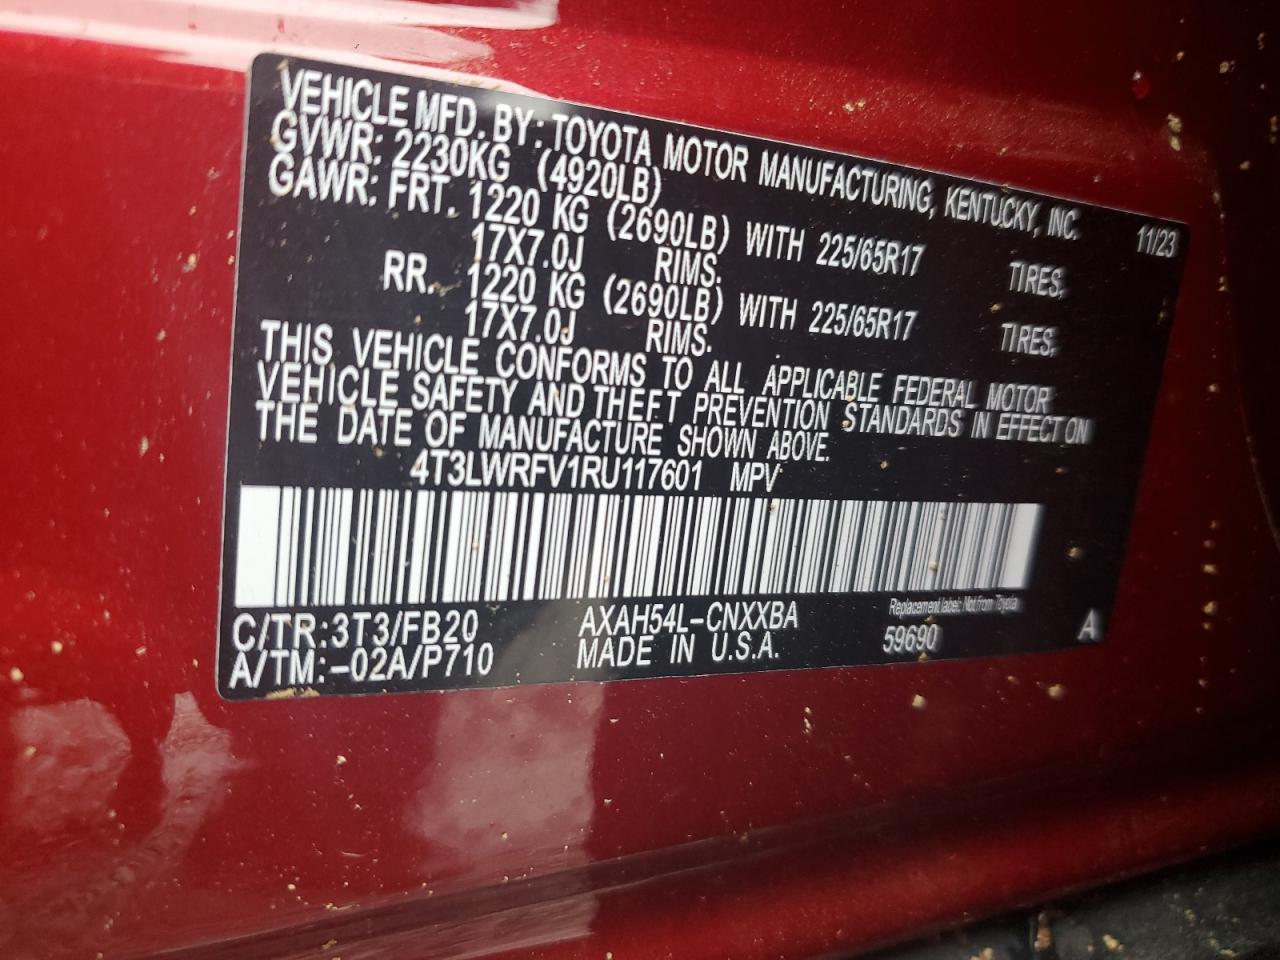 VEHICLE MFD. BY: TOYOTA MOTOR MANUFACTURING, KENTUCKY, INC. 11/23
GVWR: 2230KG (4920LB)
GAWR: FRT. 1220 KG (2690LB) WITH 225/65R17 TIRES,
17X7.0J RIMS.
RR. 1220 KG (2690LB) WITH 225/65R17 TIRES,
17X7.0J RIMS.
THIS VEHICLE CONFORMS TO ALL APPLICABLE FEDERAL MOTOR
VEHICLE SAFETY AND THEFT PREVENTION STANDARDS IN EFFECT ON
THE DATE OF MANUFACTURE SHOWN ABOVE.
4T3LWRFV1RU117601 MPV
Replacement label: Not from Toyota
C/TR:3T3/FB20 AXAH54L-CNXXBA 59690 A
A/TM:-02A/P710 MADE IN U.S.A.